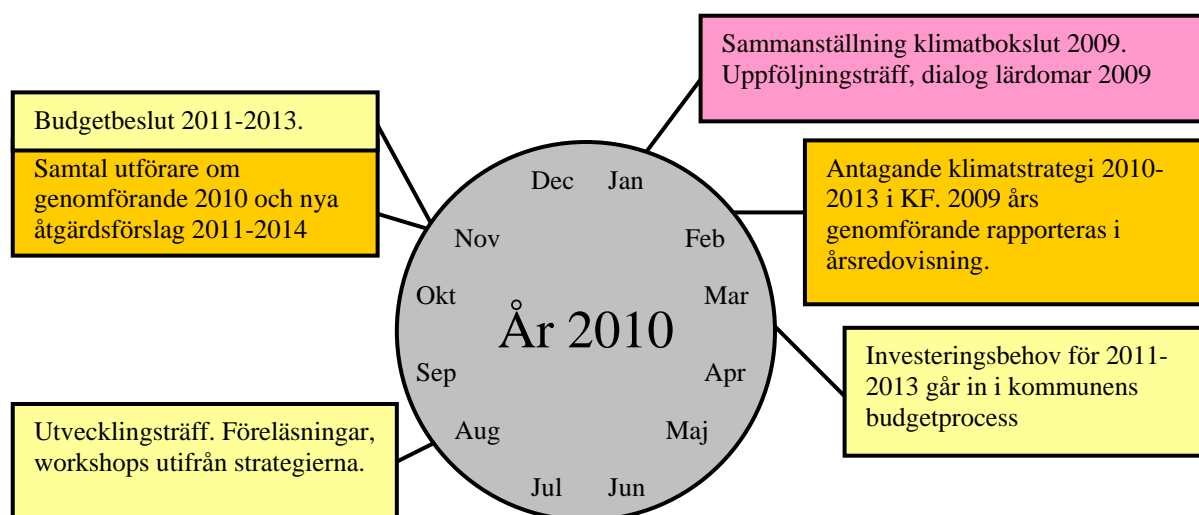 Sammanställning klimatbokslut 2009.
Uppföljningsträff, dialog lärdomar 2009
Budgetbeslut 2011-2013.
Samtal utförare om
genomförande 2010 och nya
åtgärdsförslag 2011-2014
Antagande klimatstrategi 2010-
2013 i KF. 2009 års
genomförande rapporteras i
årsredovisning.
Dec Jan
Nov Feb
Okt Mar
År 2010
Sep Apr
Aug Maj
Jul Jun
Investeringsbehov för 2011-
2013 går in i kommunens
budgetprocess
Utvecklingsträff. Föreläsningar,
workshops utifrån strategierna.